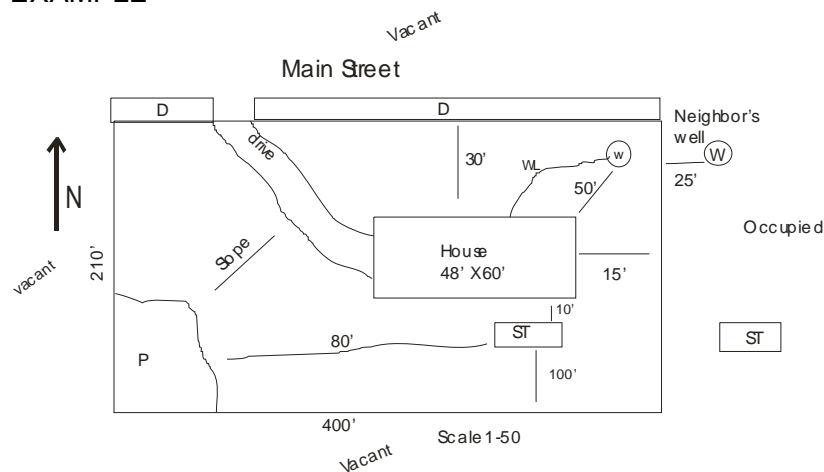 EXAMPLE
Vacant
Main Street
D
D
Neighbor's
well
W
25'
drive
30'
WL
w
50'
N
Slope
House
48' X60'
15'
Occupied
210'
vacant
10'
ST
ST
80'
P
100'
400'
Scale 1-50
Vacant